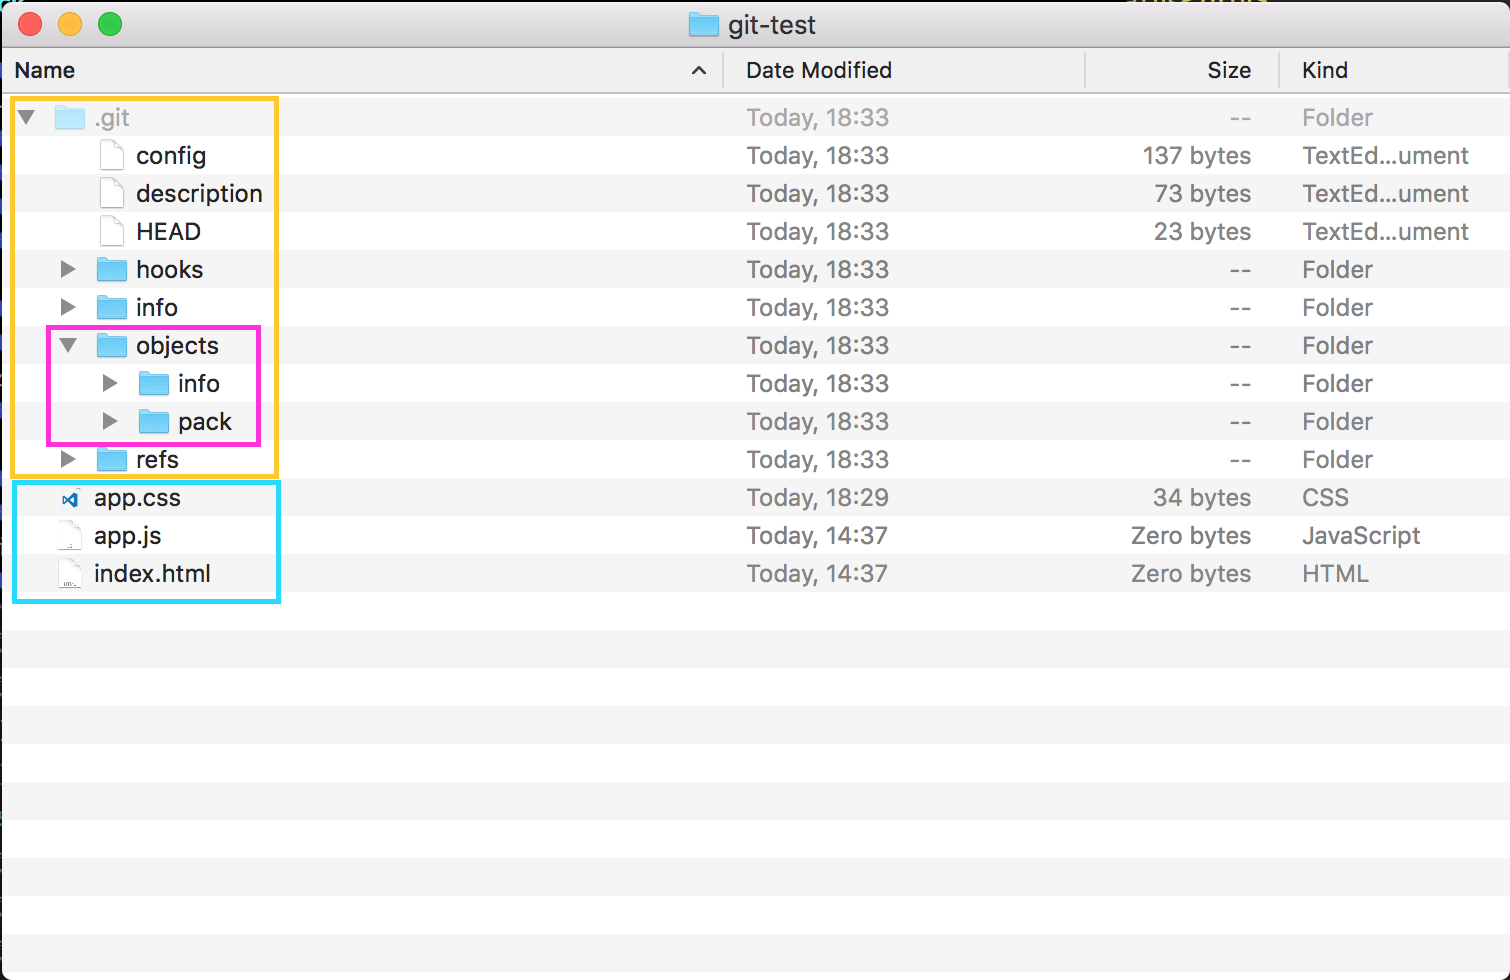 git-test
Name Date Modified Size Kind
.git Today, 18:33 -- Folder
config Today, 18:33 137 bytes TextEd...ument
description Today, 18:33 73 bytes TextEd...ument
HEAD Today, 18:33 23 bytes TextEd...ument
hooks Today, 18:33 -- Folder
info Today, 18:33 -- Folder
objects Today, 18:33 -- Folder
info Today, 18:33 -- Folder
pack Today, 18:33 -- Folder
refs Today, 18:33 -- Folder
app.css Today, 18:29 34 bytes CSS
app.js Today, 14:37 Zero bytes JavaScript
index.html Today, 14:37 Zero bytes HTML